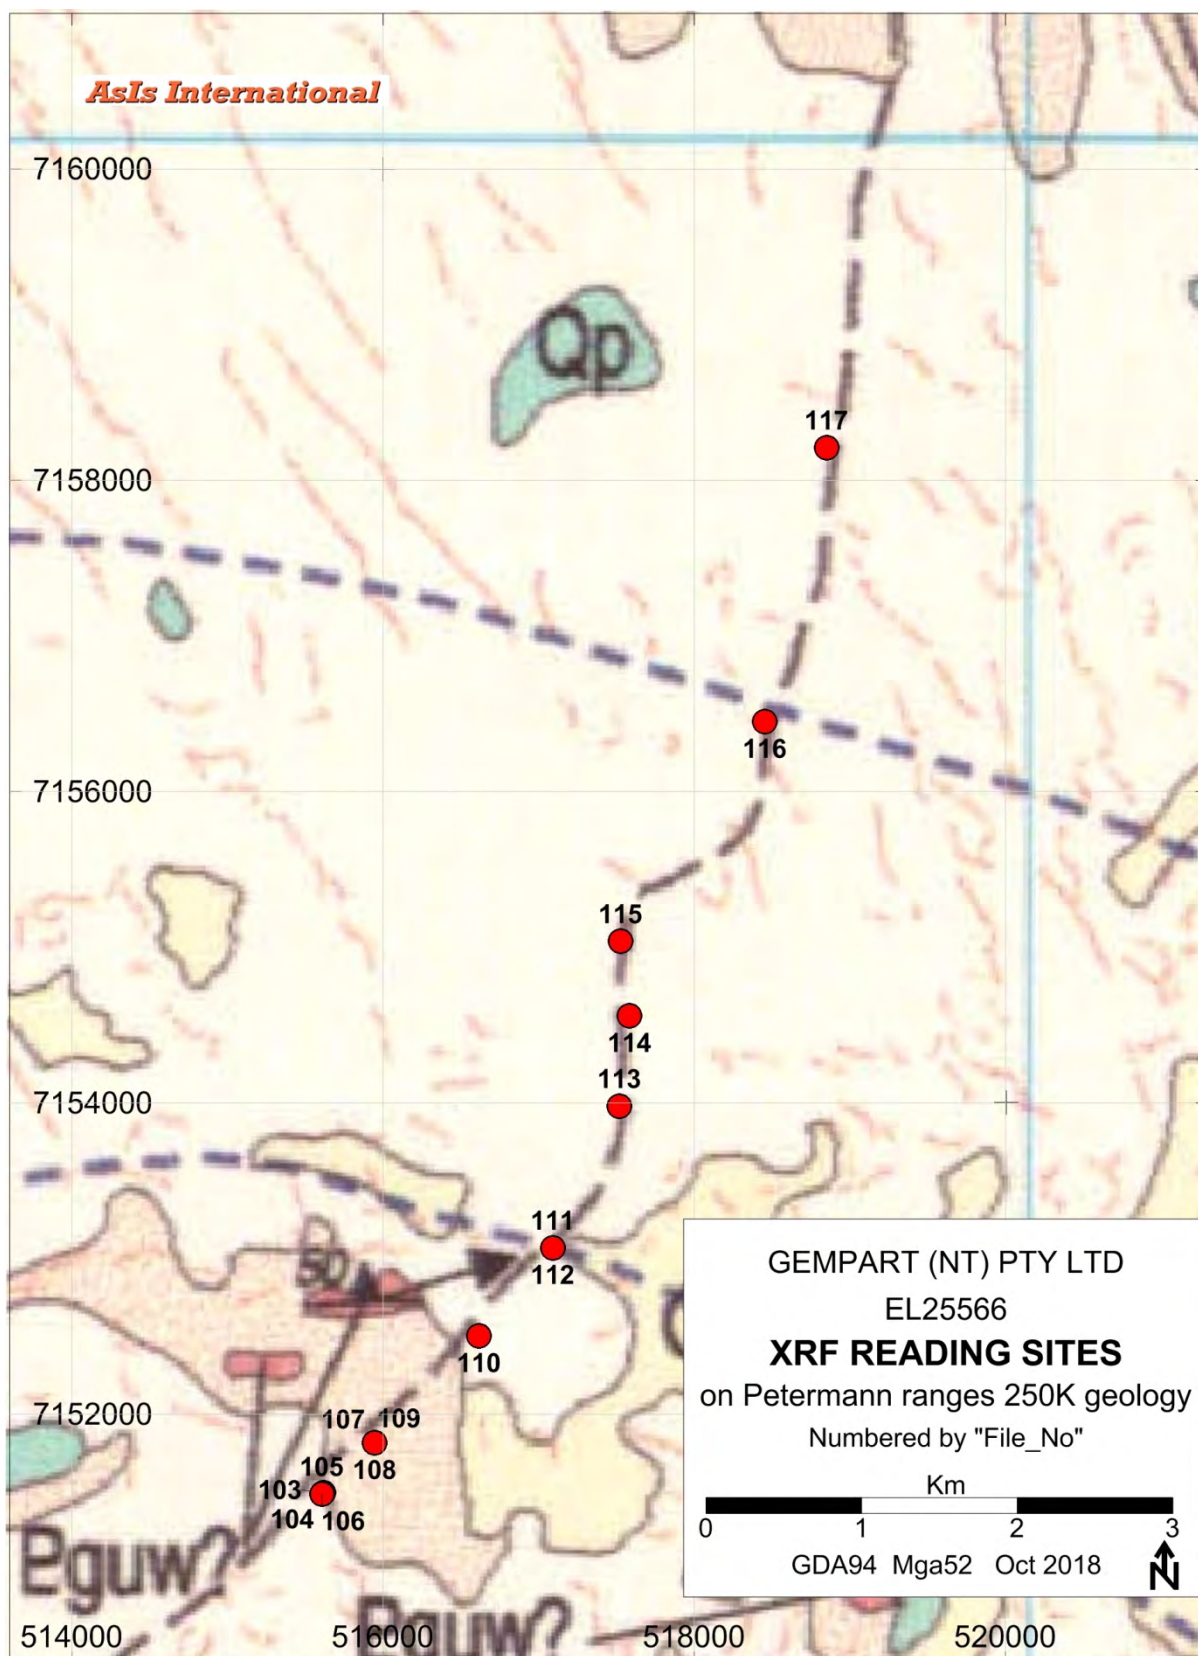 AsIs International
7160000
Qp
117
7158000
116
7156000
115
114
113
7154000
111
112
50
110
107 109
108
7152000
105
103
104 106
Pguw?
Pguw?
GEMPART (NT) PTY LTD
EL25566
XRF READING SITES
on Petermann ranges 250K geology
Numbered by "File_No"
Km
0 1 2 3
GDA94 Mga52 Oct 2018
N
514000 516000 518000 520000